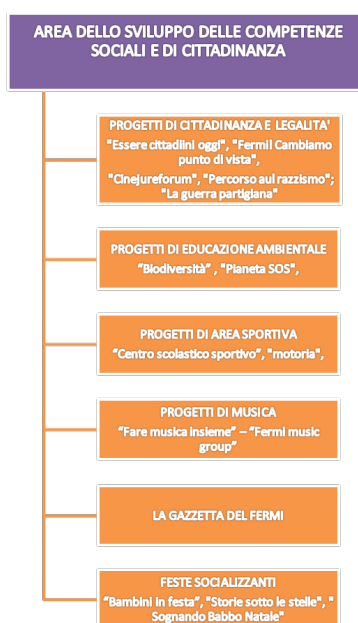 AREA DELLO SVILUPPO DELLE COMPETENZE
SOCIALI E DI CITTADINANZA
PROGETTI DI CITTADINANZA E LEGALITA'
"Essere cittadini oggi", "Fermi! Cambiamo
punto di vista",
"Cinejureforum", "Percorso sul razzismo";
"La guerra partigiana"
PROGETTI DI EDUCAZIONE AMBIENTALE
"Biodiversità" , "Pianeta SOS",
PROGETTI DI AREA SPORTIVA
"Centro scolastico sportivo", "motoria",
PROGETTI DI MUSICA
"Fare musica insieme" – "Fermi music
group"
LA GAZZETTA DEL FERMI
FESTE SOCIALIZZANTI
"Bambini in festa", "Storie sotto le stelle", "
Sognando Babbo Natale"